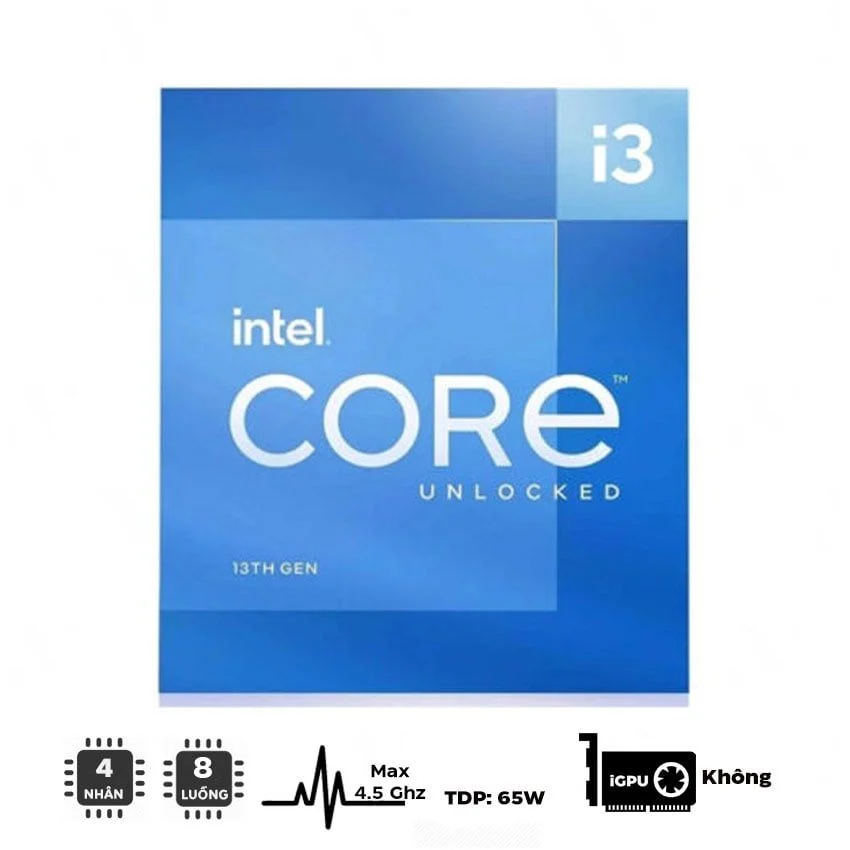 i3
intel.
CORe™
UNLOCKED
13TH GEN
4
NHÂN
8
LUỒNG
Max
4.5 Ghz
TDP: 65W
iGPU
Không